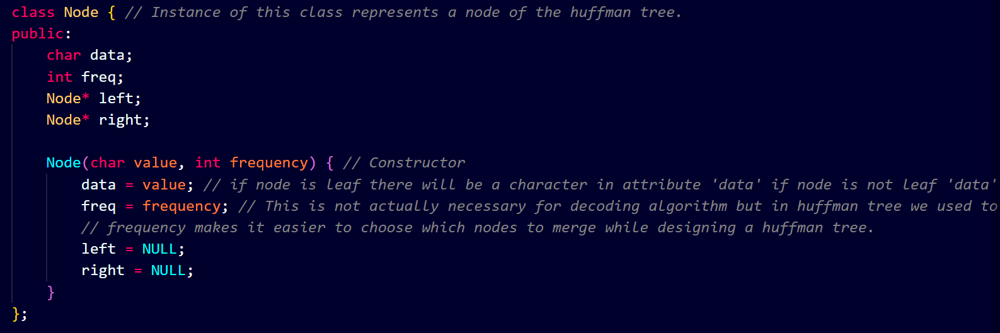 class Node { // Instance of this class represents a node of the huffman tree.
public:
    char data;
    int freq;
    Node* left;
    Node* right;

    Node(char value, int frequency) { // Constructor
        data = value; // if node is leaf there will be a character in attribute 'data' if node is not leaf 'data'
        freq = frequency; // This is not actually necessary for decoding algorithm but in huffman tree we used to
        // frequency makes it easier to choose which nodes to merge while designing a huffman tree.
        left = NULL;
        right = NULL;
    }
};